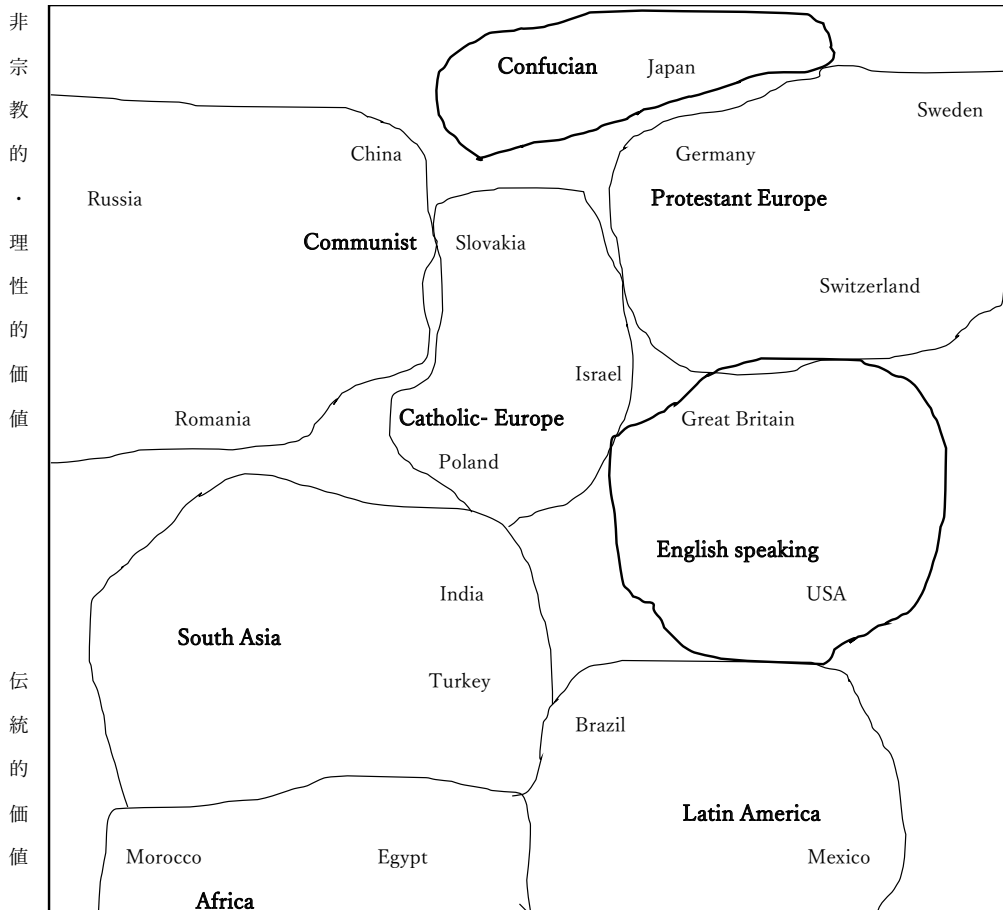 非宗教的・理性的価値
伝統的価値
Confucian
Japan
Sweden
China
Germany
Russia
Protestant Europe
Communist
Slovakia
Switzerland
Israel
Romania
Catholic- Europe
Great Britain
Poland
English speaking
India
USA
South Asia
Turkey
Brazil
Latin America
Morocco
Egypt
Mexico
Africa